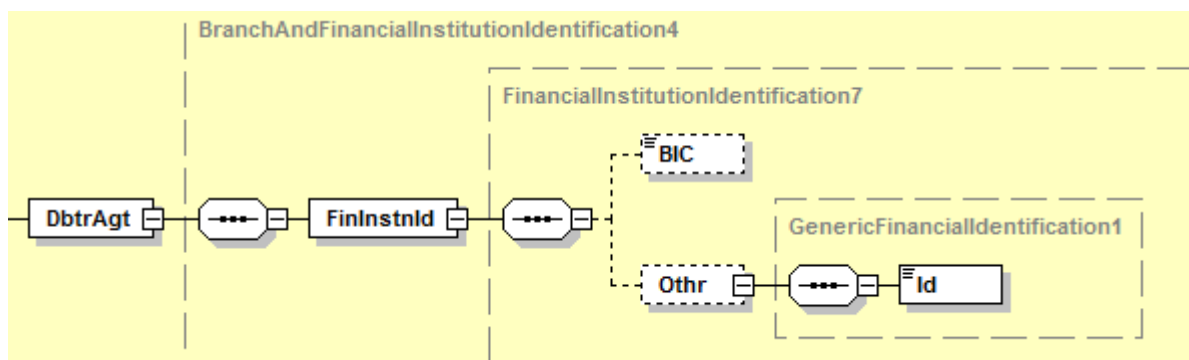 BranchAndFinancialInstitutionIdentification4
FinancialInstitutionIdentification7
BIC
DbtrAgt
FinInstnId
GenericFinancialIdentification1
Othr
Id